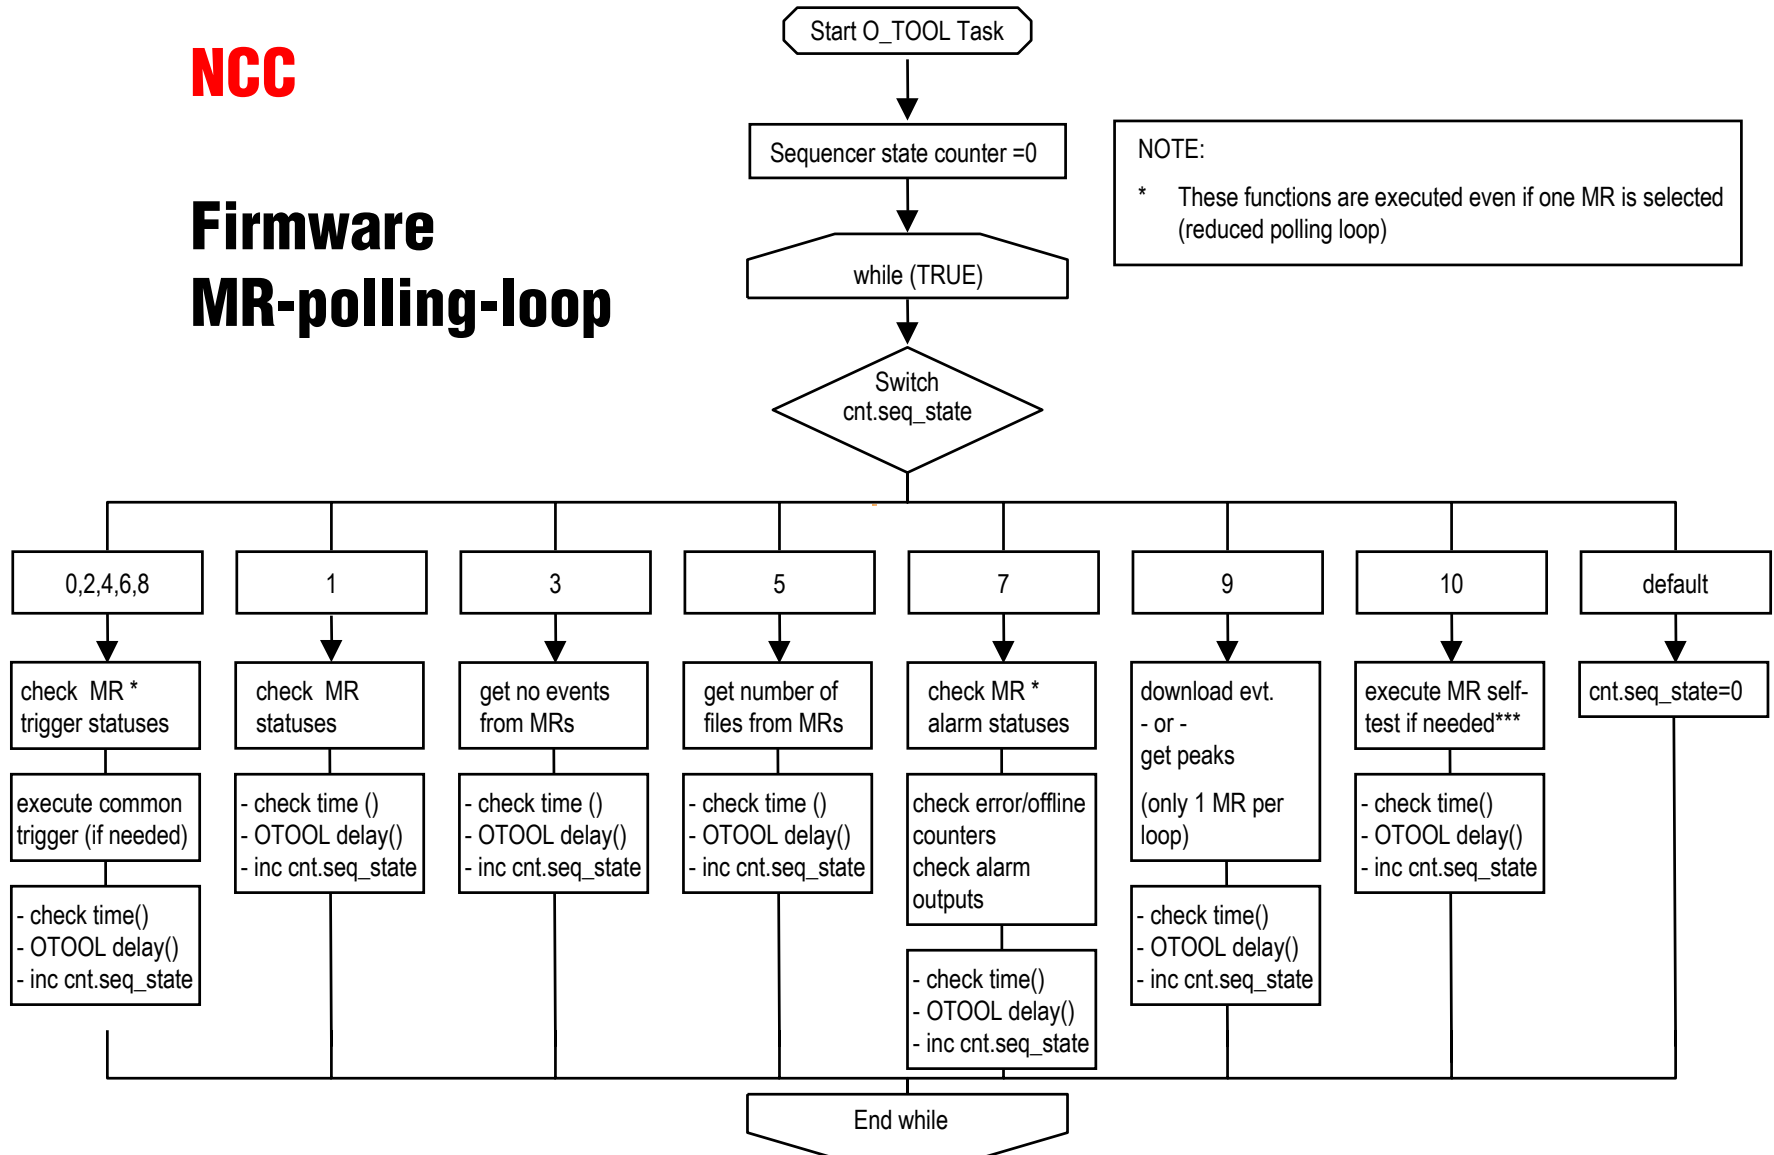 Start O_TOOL Task
NCC
Sequencer state counter =0
NOTE:
* These functions are executed even if one MR is selected
(reduced polling loop)
Firmware
MR-polling-loop
while (TRUE)
Switch
cnt.seq_state
0,2,4,6,8
1
3
5
7
9
10
default
check MR *
trigger statuses
execute common
trigger (if needed)
- check time()
- OTOOL delay()
- inc cnt.seq_state
check MR
statuses
- check time ()
- OTOOL delay()
- inc cnt.seq_state
get no events
from MRs
- check time ()
- OTOOL delay()
- inc cnt.seq_state
get number of
files from MRs
- check time ()
- OTOOL delay()
- inc cnt.seq_state
check MR *
alarm statuses
check error/offline
counters
check alarm
outputs
- check time()
- OTOOL delay()
- inc cnt.seq_state
download evt.
- or -
get peaks
(only 1 MR per
loop)
- check time()
- OTOOL delay()
- inc cnt.seq_state
execute MR self-
test if needed***
- check time()
- OTOOL delay()
- inc cnt.seq_state
cnt.seq_state=0
End while